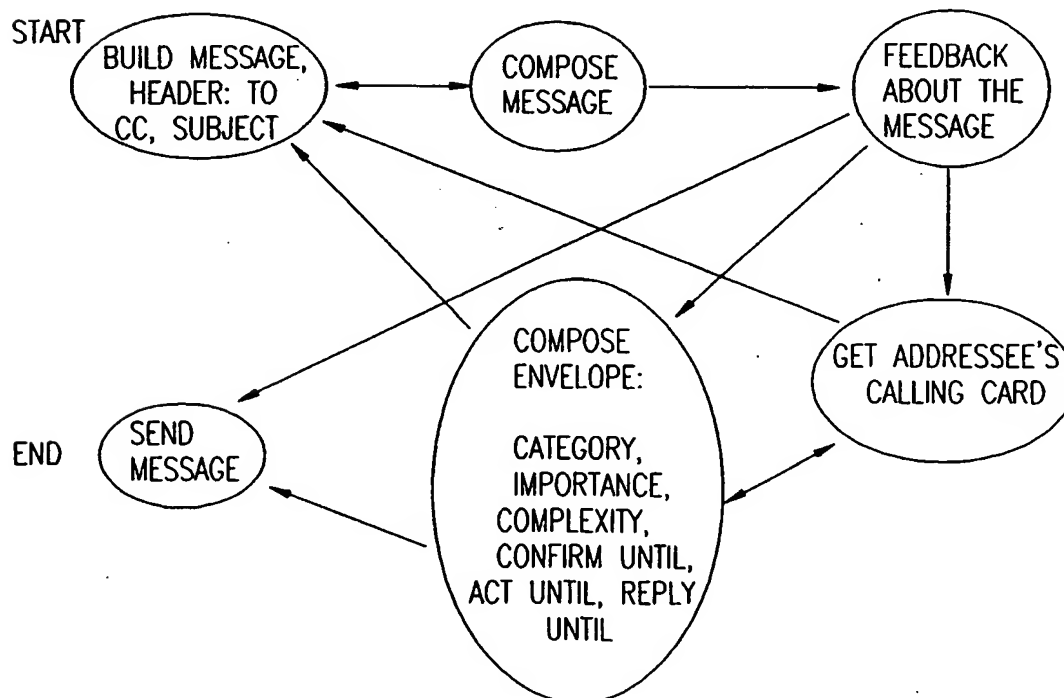 START
BUILD MESSAGE,
HEADER: TO
CC, SUBJECT
COMPOSE
MESSAGE
FEEDBACK
ABOUT THE
MESSAGE
COMPOSE
ENVELOPE:
CATEGORY,
IMPORTANCE,
COMPLEXITY,
CONFIRM UNTIL,
ACT UNTIL, REPLY
UNTIL
GET ADDRESSEE'S
CALLING CARD
END
SEND
MESSAGE